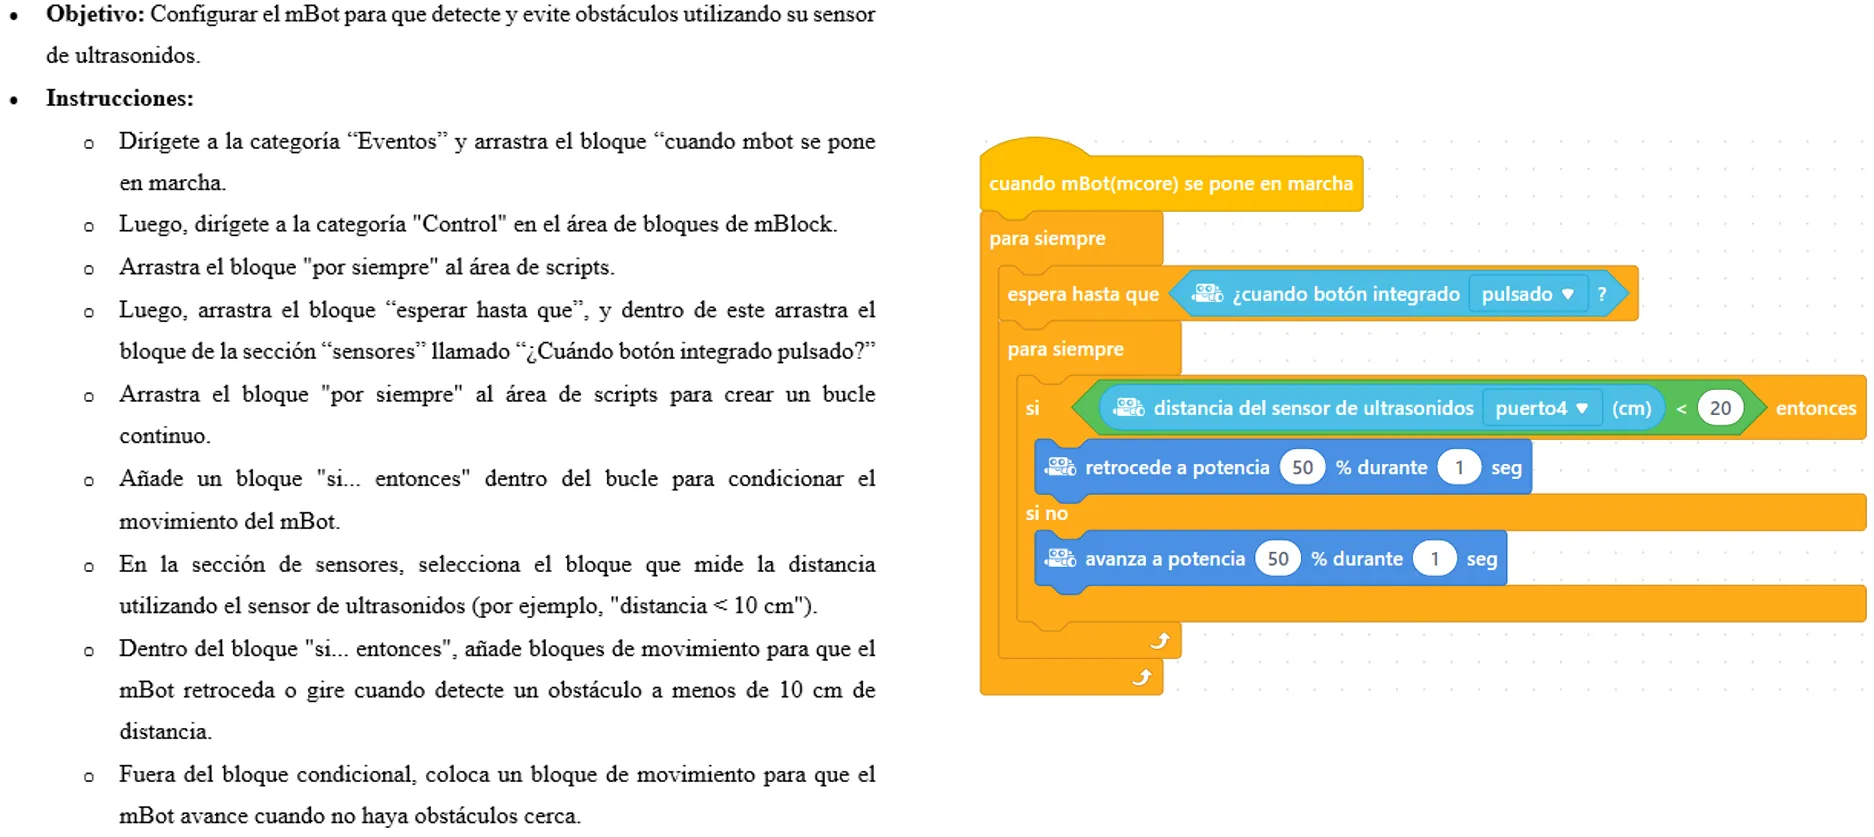 • Objetivo: Configurar el mBot para que detecte y evite obstáculos utilizando su sensor
de ultrasonidos.
• Instrucciones:
o Dirígete a la categoría “Eventos” y arrastra el bloque “cuando mbot se pone
en marcha.
o Luego, dirígete a la categoría "Control" en el área de bloques de mBlock.
o Arrastra el bloque "por siempre" al área de scripts.
o Luego, arrastra el bloque “esperar hasta que”, y dentro de este arrastra el
bloque de la sección “sensores” llamado “¿Cuándo botón integrado pulsado?”
o Arrastra el bloque "por siempre" al área de scripts para crear un bucle
continuo.
o Añade un bloque "si... entonces" dentro del bucle para condicionar el
movimiento del mBot.
o En la sección de sensores, selecciona el bloque que mide la distancia
utilizando el sensor de ultrasonidos (por ejemplo, "distancia < 10 cm").
o Dentro del bloque "si... entonces", añade bloques de movimiento para que el
mBot retroceda o gire cuando detecte un obstáculo a menos de 10 cm de
distancia.
o Fuera del bloque condicional, coloca un bloque de movimiento para que el
mBot avance cuando no haya obstáculos cerca.
cuando mBot(mcore) se pone en marcha
para siempre
espera hasta que ¿cuando botón integrado pulsado ?
para siempre
si distancia del sensor de ultrasonidos puerto4 (cm) < 20 entonces
retrocede a potencia 50 % durante 1 seg
si no
avanza a potencia 50 % durante 1 seg